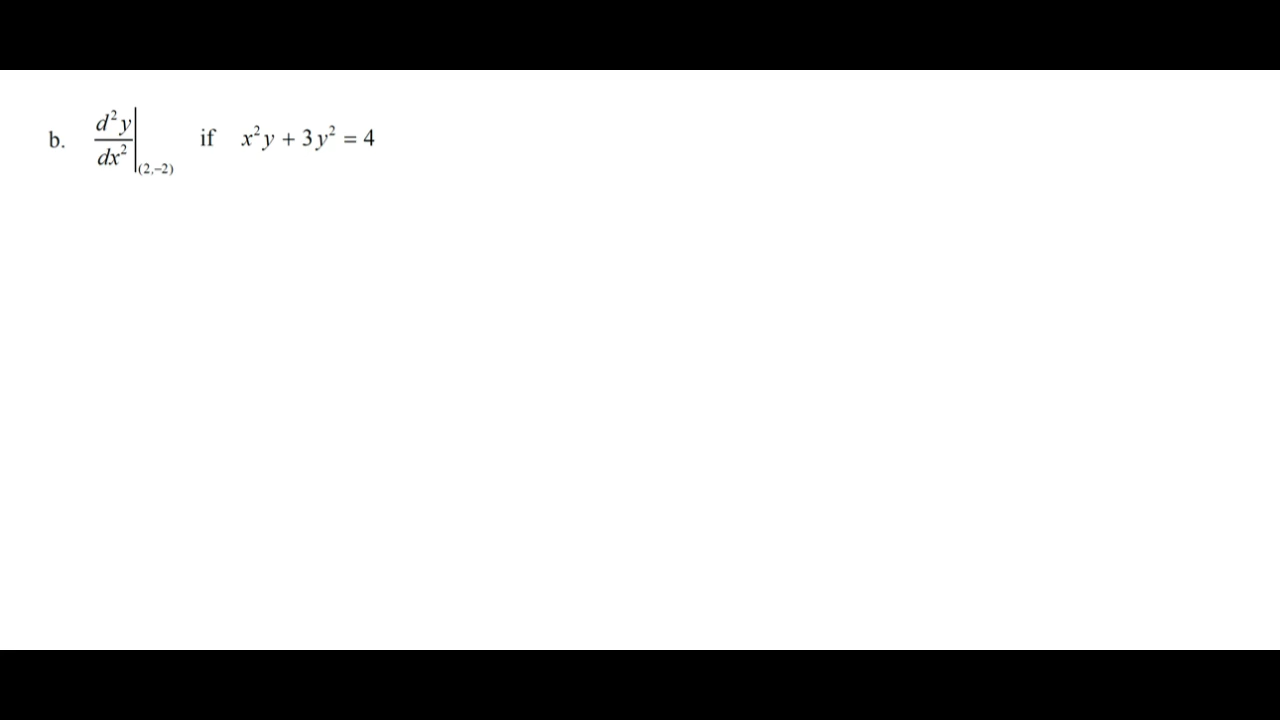 b. d²y/dx² |(2,−2) if x²y + 3y² = 4